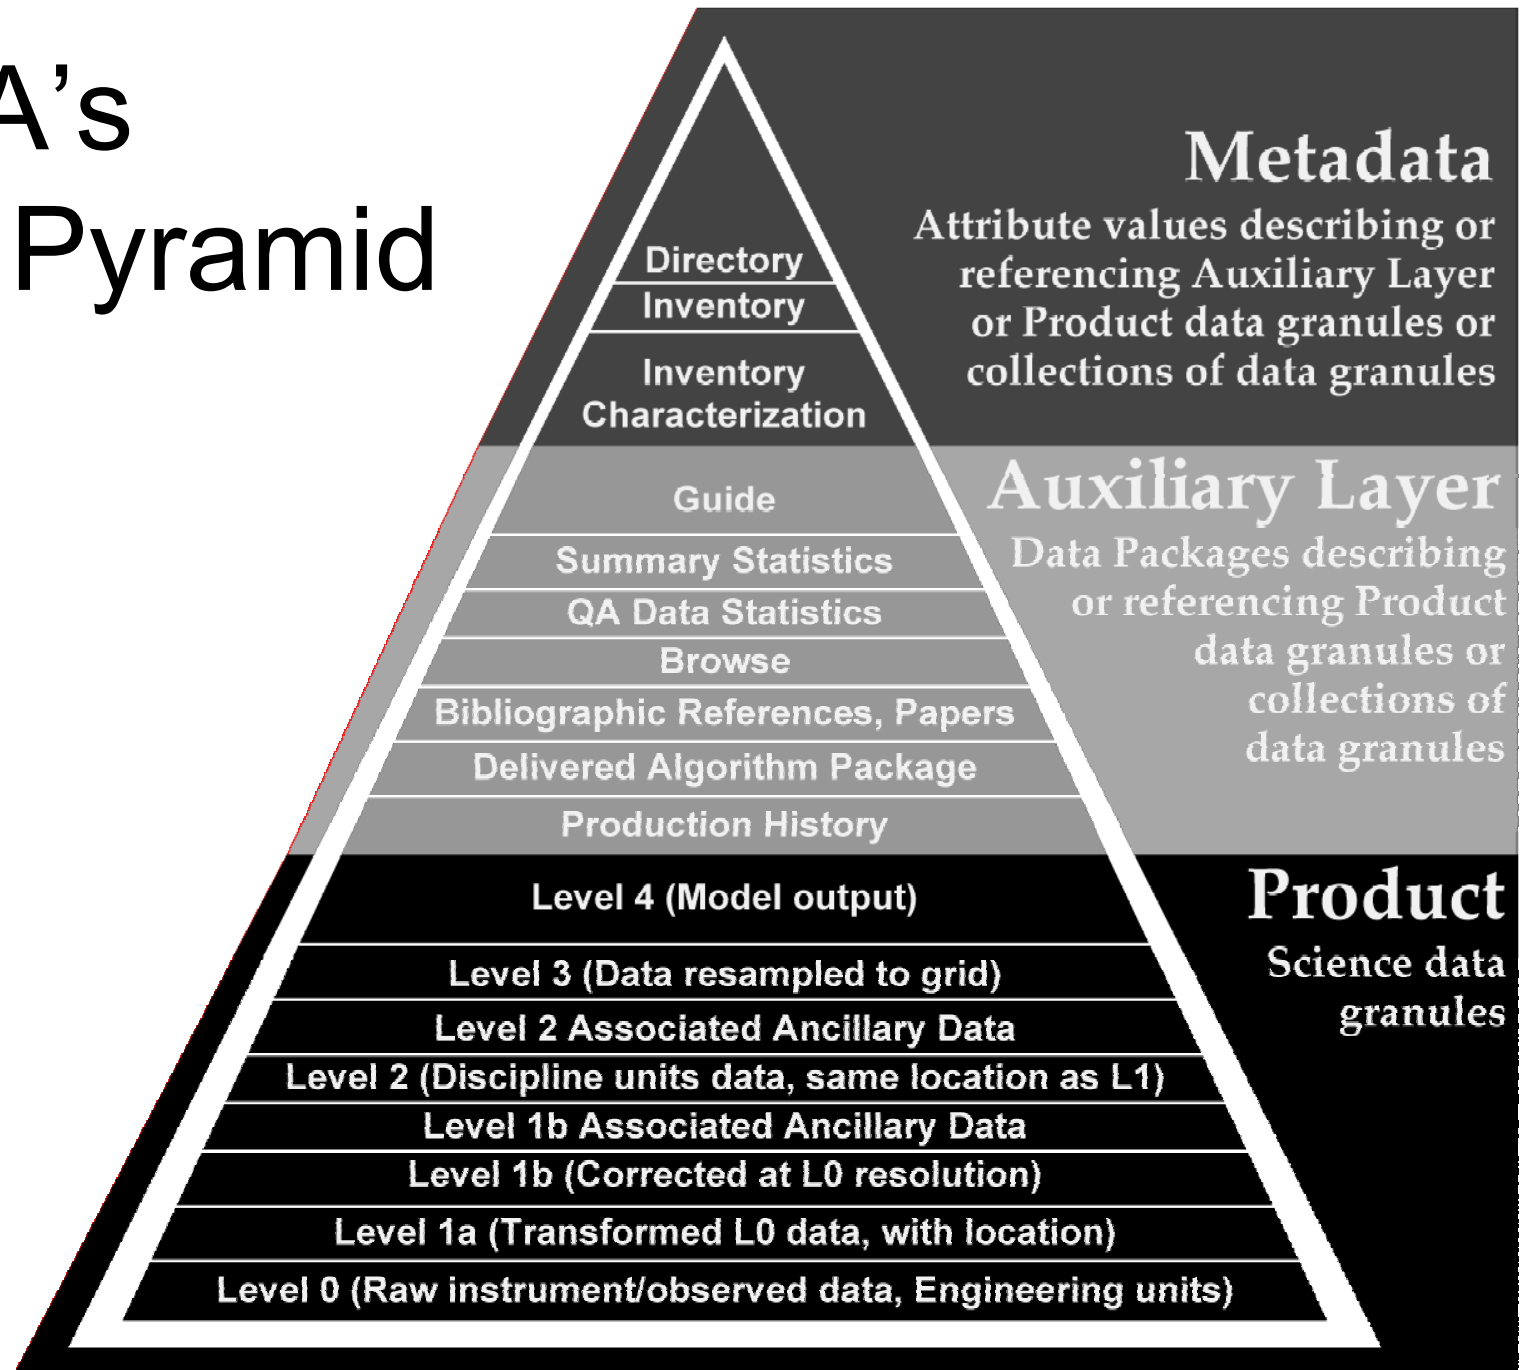 A's
Pyramid
Metadata
Attribute values describing or
referencing Auxiliary Layer
or Product data granules or
collections of data granules
Directory
Inventory
Inventory
Characterization
Auxiliary Layer
Data Packages describing
or referencing Product
data granules or
collections of
data granules
Guide
Summary Statistics
QA Data Statistics
Browse
Bibliographic References, Papers
Delivered Algorithm Package
Production History
Product
Science data
granules
Level 4 (Model output)
Level 3 (Data resampled to grid)
Level 2 Associated Ancillary Data
Level 2 (Discipline units data, same location as L1)
Level 1b Associated Ancillary Data
Level 1b (Corrected at L0 resolution)
Level 1a (Transformed L0 data, with location)
Level 0 (Raw instrument/observed data, Engineering units)